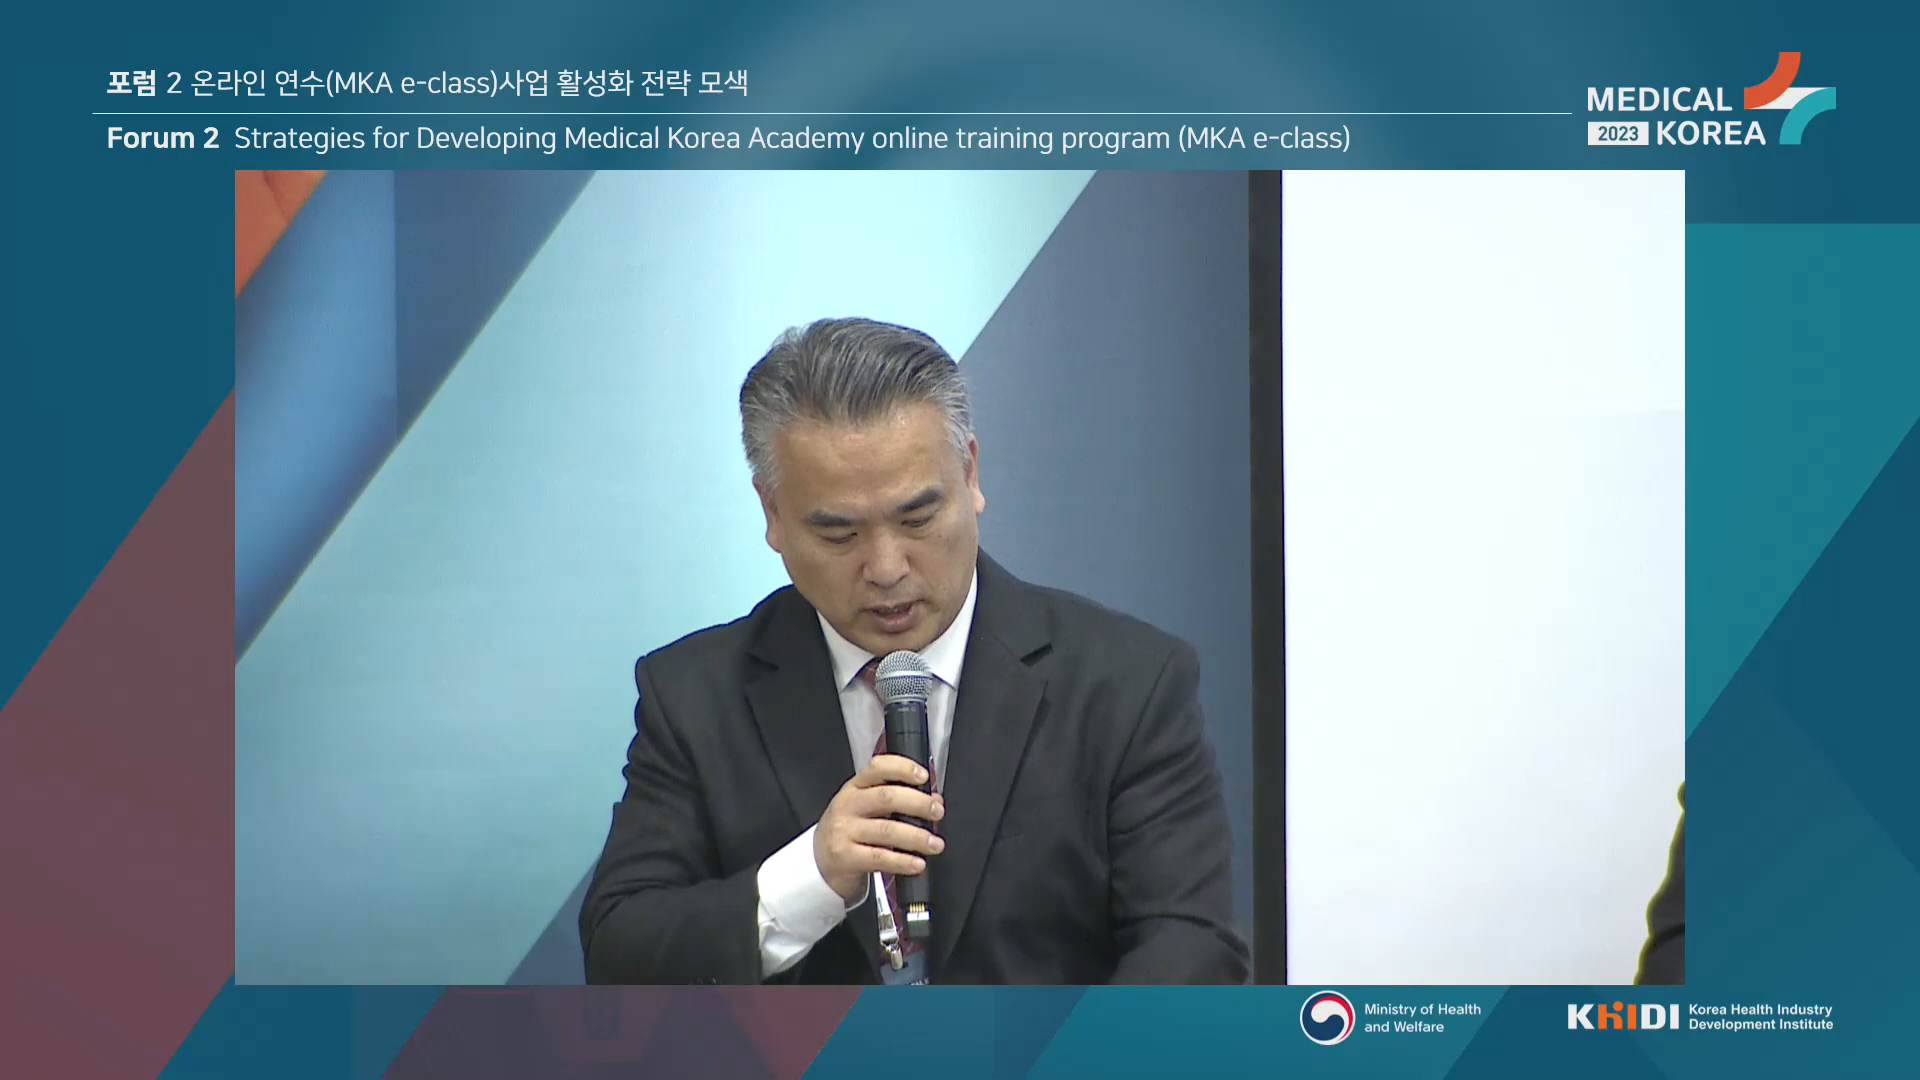 포럼 2 온라인 연수(MKA e-class)사업 활성화 전략 모색
Forum 2 Strategies for Developing Medical Korea Academy online training program (MKA e-class)
MEDICAL
2023 KOREA
Ministry of Health
and Welfare
KHIDI
Korea Health Industry
Development Institute